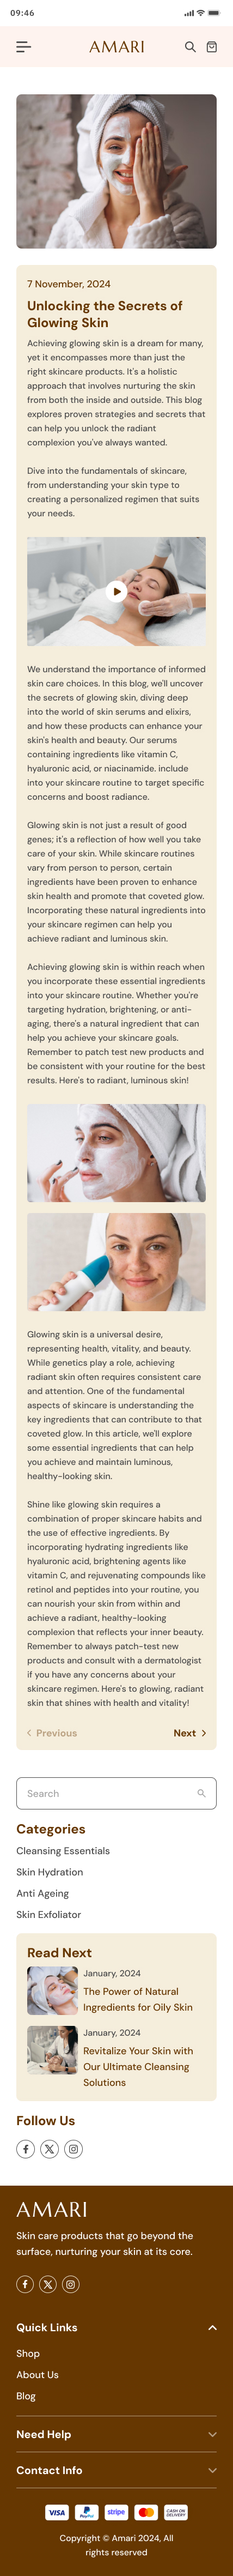 09:46
AMARI
7 November, 2024
Unlocking the Secrets of
Glowing Skin
Achieving glowing skin is a dream for many,
yet it encompasses more than just the
right skincare products. It's a holistic
approach that involves nurturing the skin
from both the inside and outside. This blog
explores proven strategies and secrets that
can help you unlock the radiant
complexion you've always wanted.
Dive into the fundamentals of skincare,
from understanding your skin type to
creating a personalized regimen that suits
your needs.
We understand the importance of informed
skin care choices. In this blog, we'll uncover
the secrets of glowing skin, diving deep
into the world of skin serums and elixirs,
and how these products can enhance your
skin's health and beauty. Our serums
containing ingredients like vitamin C,
hyaluronic acid, or niacinamide, include
into your skincare routine to target specific
concerns and boost radiance.
Glowing skin is not just a result of good
genes; it's a reflection of how well you take
care of your skin. While skincare routines
vary from person to person, certain
ingredients have been proven to enhance
skin health and promote that coveted glow.
Incorporating these natural ingredients into
your skincare regimen can help you
achieve radiant and luminous skin.
Achieving glowing skin is within reach when
you incorporate these essential ingredients
into your skincare routine. Whether you're
targeting hydration, brightening, or anti-
aging, there's a natural ingredient that can
help you achieve your skincare goals.
Remember to patch test new products and
be consistent with your routine for the best
results. Here's to radiant, luminous skin!
Glowing skin is a universal desire,
representing health, vitality, and beauty.
While genetics play a role, achieving
radiant skin often requires consistent care
and attention. One of the fundamental
aspects of skincare is understanding the
key ingredients that can contribute to that
coveted glow. In this article, we'll explore
some essential ingredients that can help
you achieve and maintain luminous,
healthy-looking skin.
Shine like glowing skin requires a
combination of proper skincare habits and
the use of effective ingredients. By
incorporating hydrating ingredients like
hyaluronic acid, brightening agents like
vitamin C, and rejuvenating compounds like
retinol and peptides into your routine, you
can nourish your skin from within and
achieve a radiant, healthy-looking
complexion that reflects your inner beauty.
Remember to always patch-test new
products and consult with a dermatologist
if you have any concerns about your
skincare regimen. Here's to glowing, radiant
skin that shines with health and vitality!
Previous
Next
Search
Categories
Cleansing Essentials
Skin Hydration
Anti Ageing
Skin Exfoliator
Read Next
January, 2024
The Power of Natural
Ingredients for Oily Skin
January, 2024
Revitalize Your Skin with
Our Ultimate Cleansing
Solutions
Follow Us
AMARI
Skin care products that go beyond the
surface, nurturing your skin at its core.
Quick Links
Shop
About Us
Blog
Need Help
Contact Info
VISA
PayPal
stripe
MasterCard
CASH ON
DELIVERY
Copyright © Amari 2024, All
rights reserved